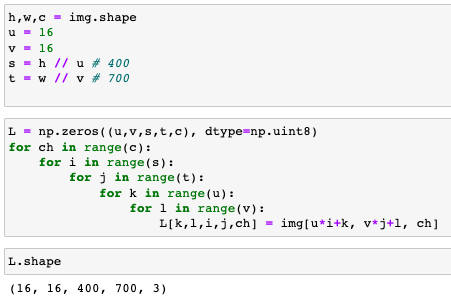 h,w,c = img.shape
u = 16
v = 16
s = h // u # 400
t = w // v # 700
L = np.zeros((u,v,s,t,c), dtype=np.uint8)
for ch in range(c):
    for i in range(s):
        for j in range(t):
            for k in range(u):
                for l in range(v):
                    L[k,l,i,j,ch] = img[u*i+k, v*j+l, ch]
L.shape
(16, 16, 400, 700, 3)